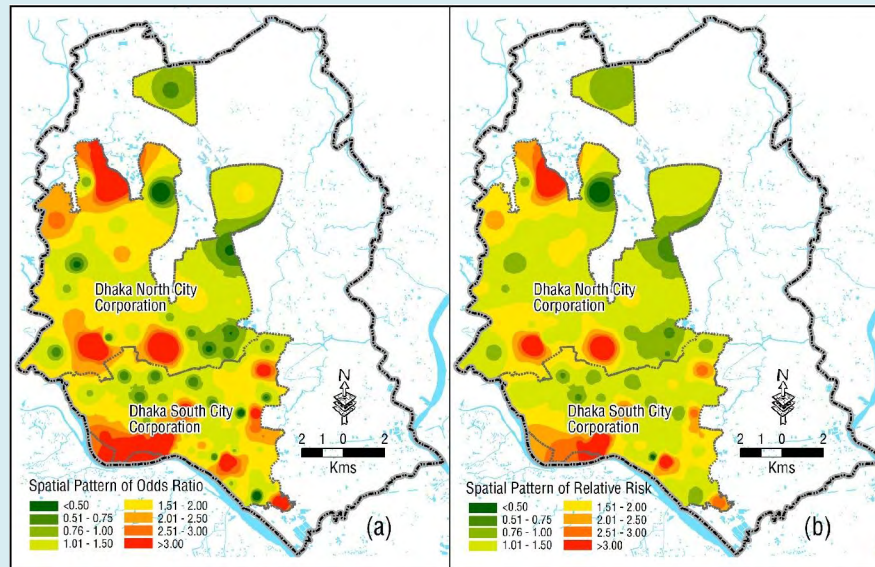 Dhaka North City
Corporation
Dhaka South City
Corporation
N
2 1 0 2
Kms
Spatial Pattern of Odds Ratio
<0.50
0.51 - 0.75
0.76 - 1.00
1.01 - 1.50
1.51 - 2.00
2.01 - 2.50
2.51 - 3.00
>3.00
(a)
Dhaka North City
Corporation
Dhaka South City
Corporation
N
2 1 0 2
Kms
Spatial Pattern of Relative Risk
<0.50
0.51 - 0.75
0.76 - 1.00
1.01 - 1.50
1.51 - 2.00
2.01 - 2.50
2.51 - 3.00
>3.00
(b)